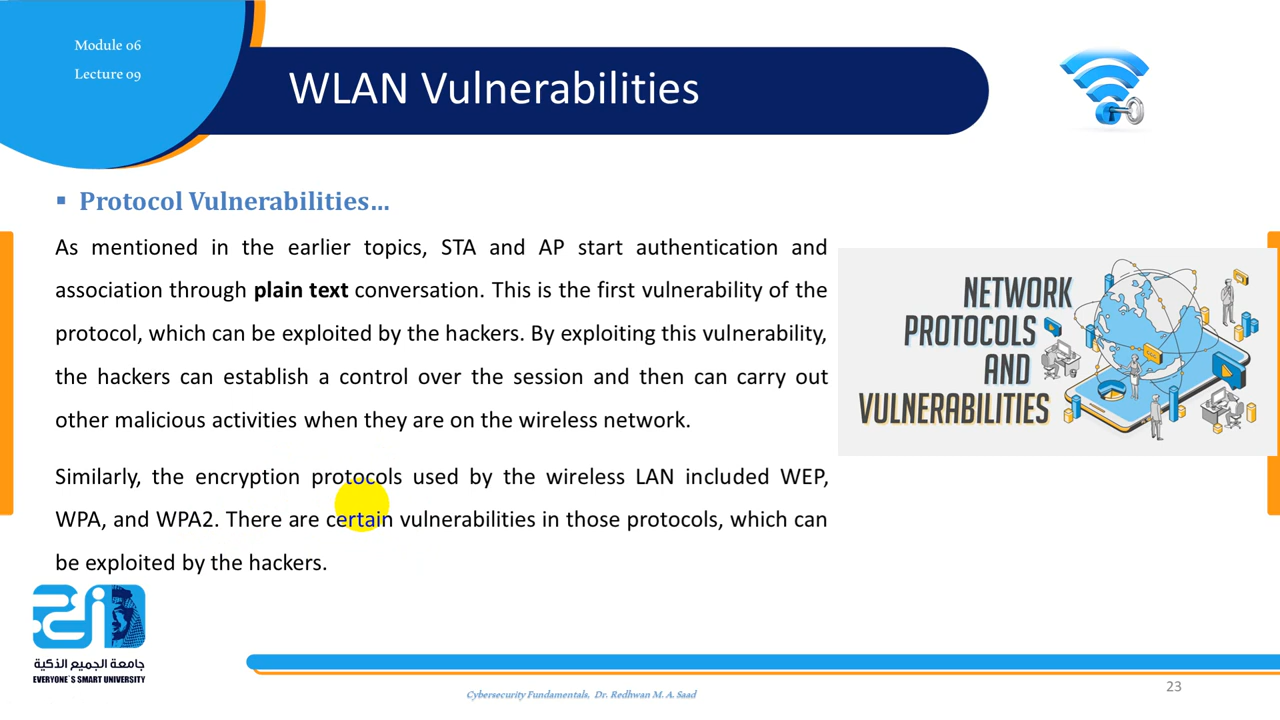 Module 06
Lecture 09
WLAN Vulnerabilities
▪ Protocol Vulnerabilities…
As mentioned in the earlier topics, STA and AP start authentication and
association through plain text conversation. This is the first vulnerability of the
protocol, which can be exploited by the hackers. By exploiting this vulnerability,
the hackers can establish a control over the session and then can carry out
other malicious activities when they are on the wireless network.
Similarly, the encryption protocols used by the wireless LAN included WEP,
WPA, and WPA2. There are certain vulnerabilities in those protocols, which can
be exploited by the hackers.
NETWORK
PROTOCOLS
AND
VULNERABILITIES
جامعة الجميع الذكية
EVERYONE`S SMART UNIVERSITY
Cybersecurity Fundamentals, Dr. Redhwan M. A. Saad
23